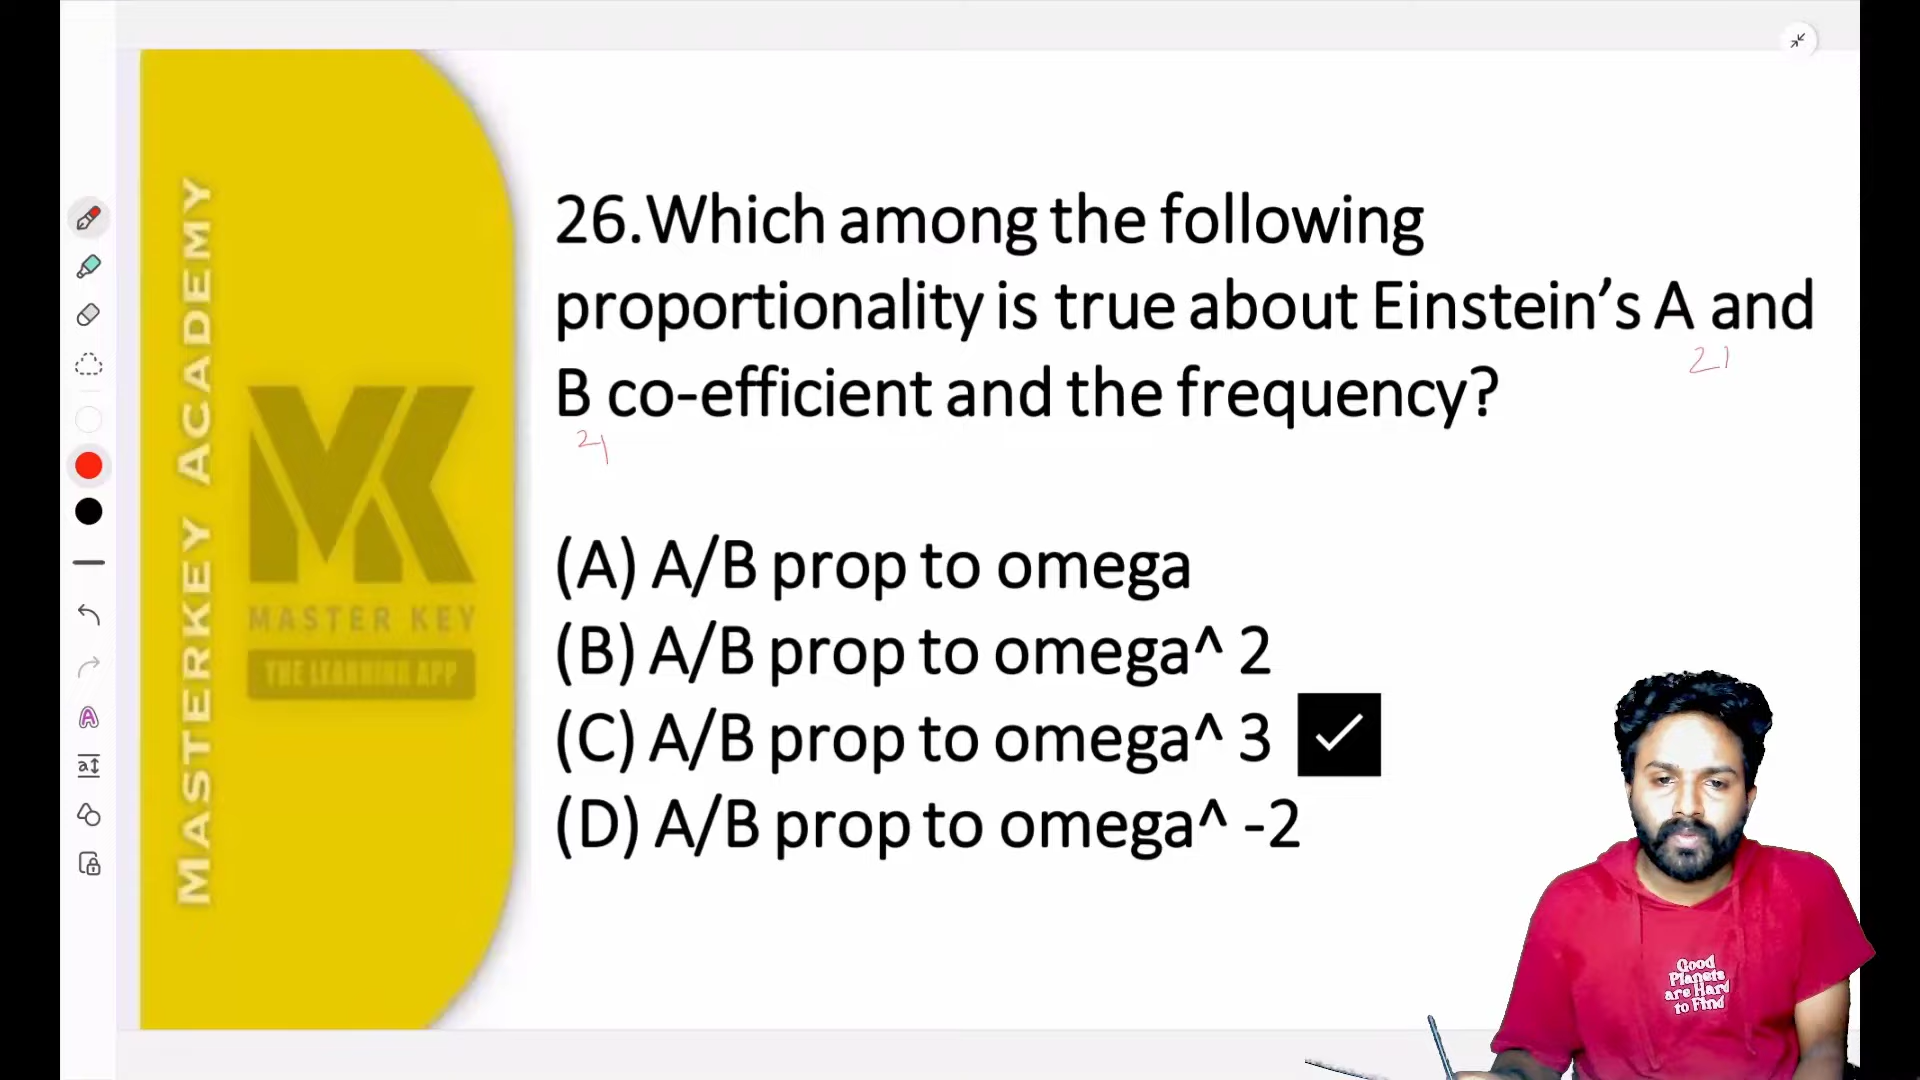 MASTERKEY ACADEMY
MASTER KEY
THE LEARNING APP
26.Which among the following
proportionality is true about Einstein’s A and
21
B co-efficient and the frequency?
21
(A) A/B prop to omega
(B) A/B prop to omega^ 2
(C) A/B prop to omega^ 3
(D) A/B prop to omega^ -2
Good
Planets
are Hard
to Find
A
a